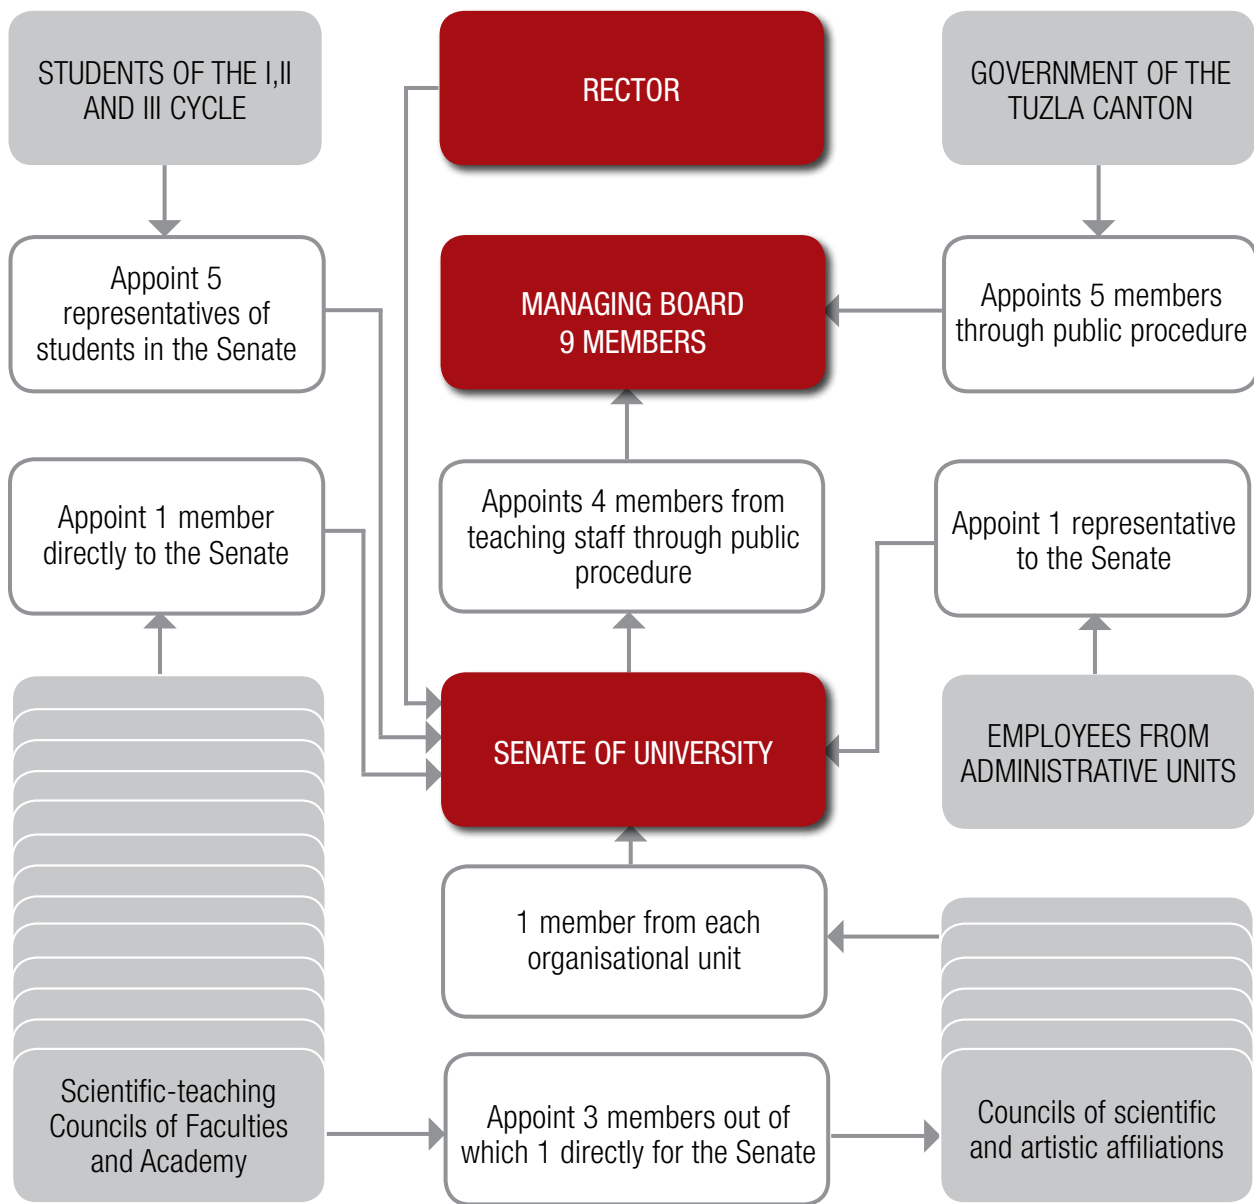 STUDENTS OF THE I,II
AND III CYCLE
RECTOR
GOVERNMENT OF THE
TUZLA CANTON
Appoint 5
representatives of
students in the Senate
MANAGING BOARD
9 MEMBERS
Appoints 5 members
through public procedure
Appoint 1 member
directly to the Senate
Appoints 4 members from
teaching staff through public
procedure
Appoint 1 representative
to the Senate
SENATE OF UNIVERSITY
EMPLOYEES FROM
ADMINISTRATIVE UNITS
1 member from each
organisational unit
Scientific-teaching
Councils of Faculties
and Academy
Appoint 3 members out of
which 1 directly for the Senate
Councils of scientific
and artistic affiliations